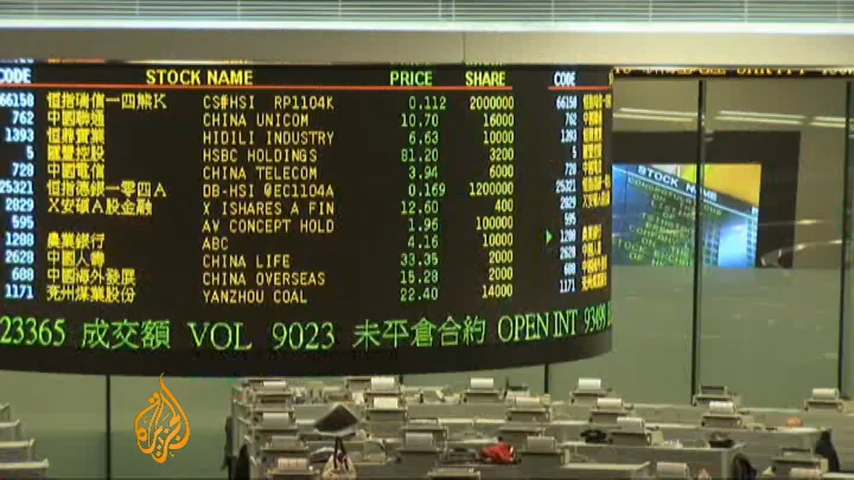 CODE STOCK NAME PRICE SHARE CODE
66158 恒指瑞信一四熊K CS#HSI RP1104K 0.112 2000000 66158
762 中國聯通 CHINA UNICOM 10.70 16000 762
1393 恒鼎實業 HIDILI INDUSTRY 6.63 10000 1393
5 匯豐控股 HSBC HOLDINGS 81.20 3200 5
728 中國電信 CHINA TELECOM 3.94 6000 728
25321 恒指德銀一零四A DB-HSI @EC1104A 0.169 1200000 25321
2829 X安碩A股金融 X ISHARES A FIN 12.60 400 2829
595 AV CONCEPT HOLD 1.96 100000 595
1288 農業銀行 ABC 4.16 10000 1288
2628 中國人壽 CHINA LIFE 33.35 2000 2628
688 中國海外發展 CHINA OVERSEAS 15.28 2000 688
1171 兗州煤業股份 YANZHOU COAL 22.40 14000 1171
23365 成交額 VOL 9023 未平倉合約 OPEN INT 93499
STOCK NAME
الجزيرة